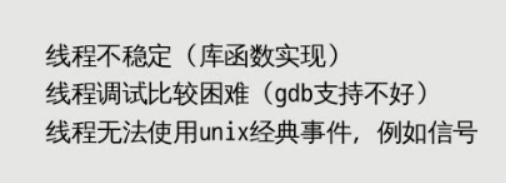 线程不稳定（库函数实现）
线程调试比较困难（gdb支持不好）
线程无法使用unix经典事件，例如信号